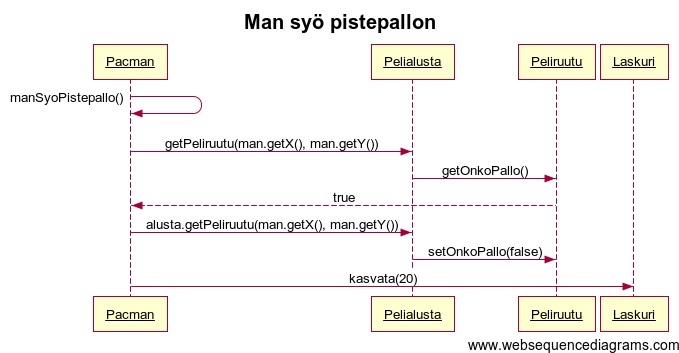 Man syö pistepallon
Pacman Pelialusta Peliruutu Laskuri
manSyoPistepallo()
getPeliruutu(man.getX(), man.getY())
getOnkoPallo()
true
alusta.getPeliruutu(man.getX(), man.getY())
setOnkoPallo(false)
kasvata(20)
Pacman Pelialusta Peliruutu Laskuri
www.websequencediagrams.com